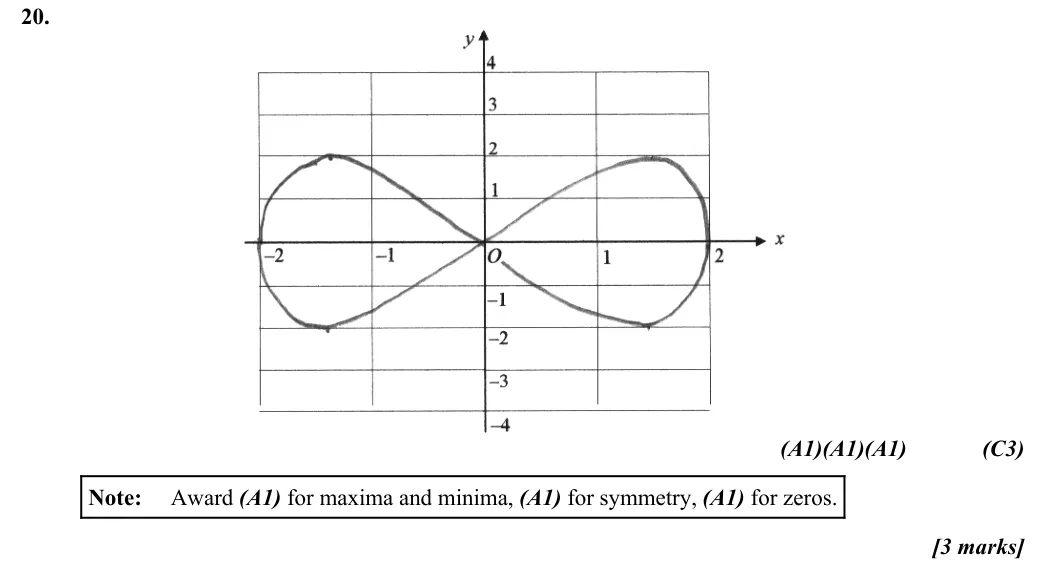 20.
y
4
3
2
1
–2 –1 O 1 2 x
–1
–2
–3
–4
(A1)(A1)(A1) (C3)
Note: Award (A1) for maxima and minima, (A1) for symmetry, (A1) for zeros.
[3 marks]